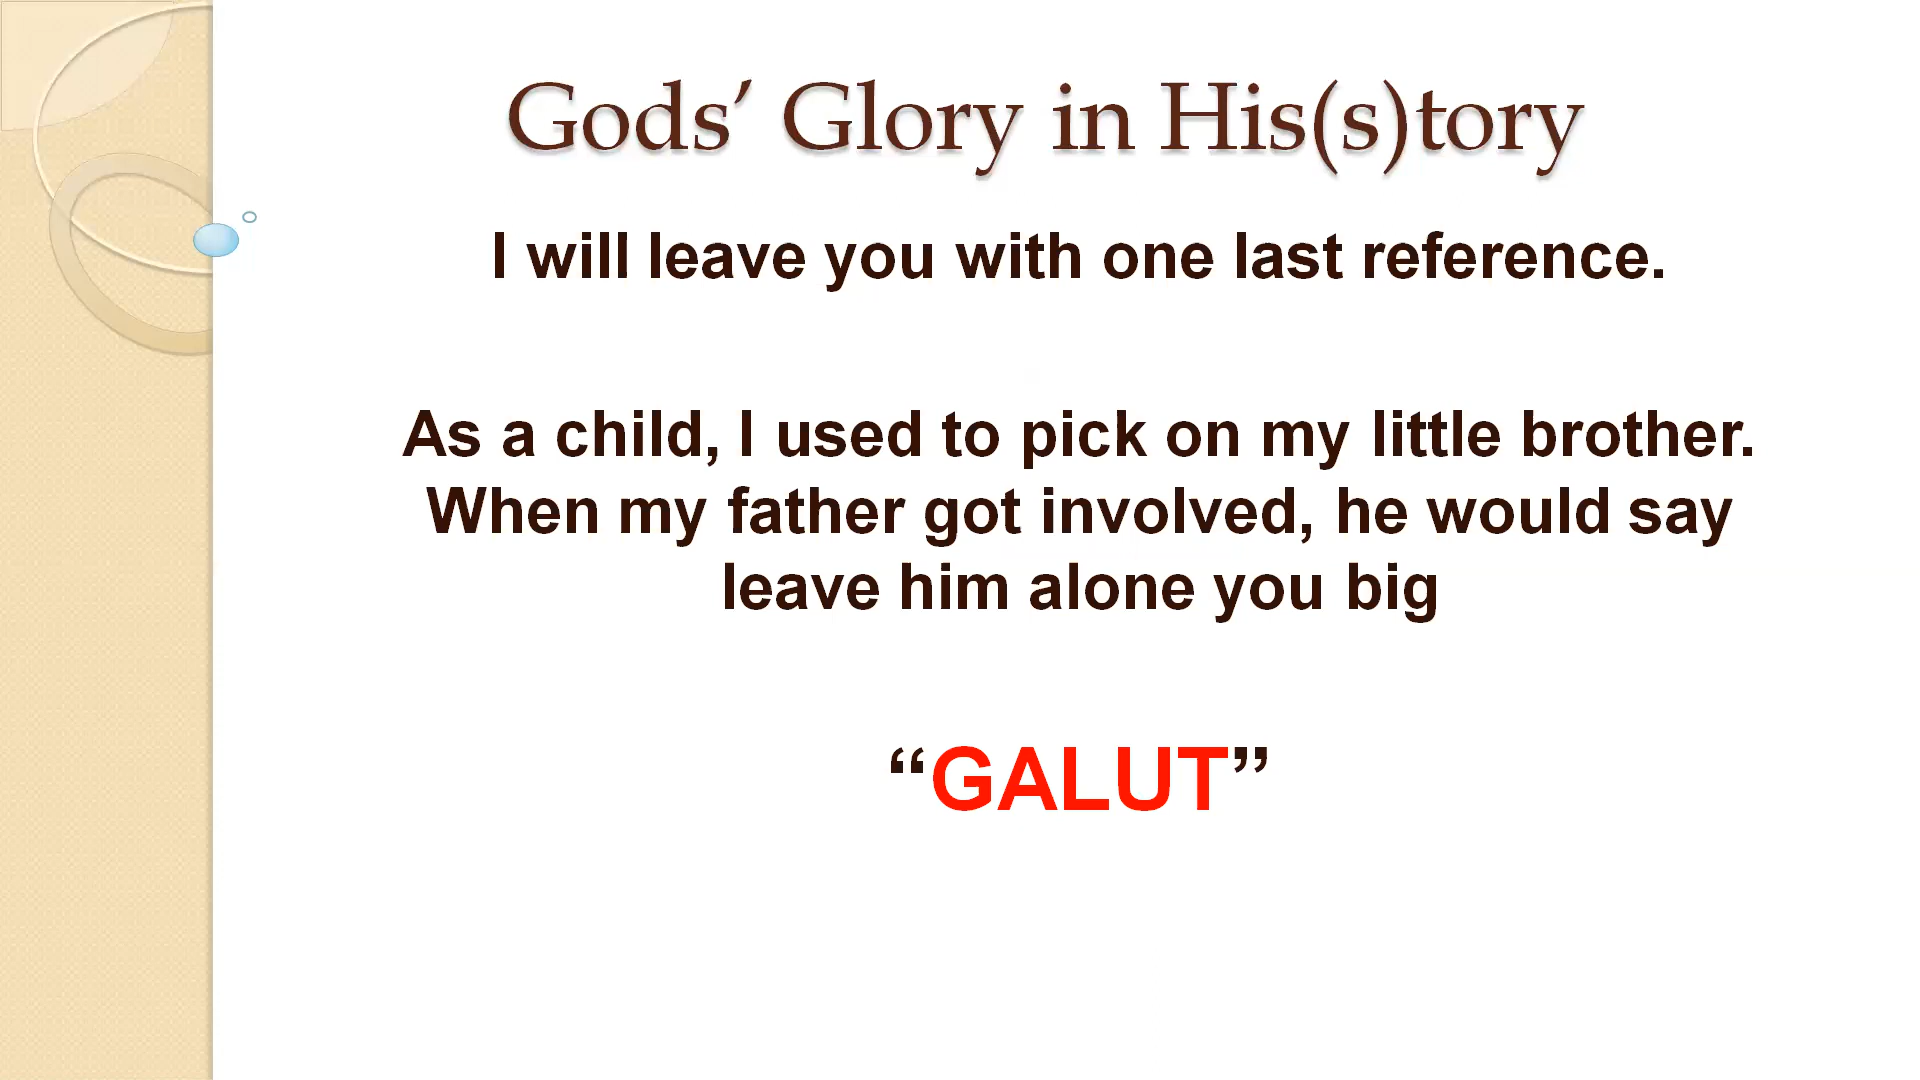 Gods’ Glory in His(s)tory
I will leave you with one last reference.
As a child, I used to pick on my little brother.
When my father got involved, he would say
leave him alone you big
“GALUT”